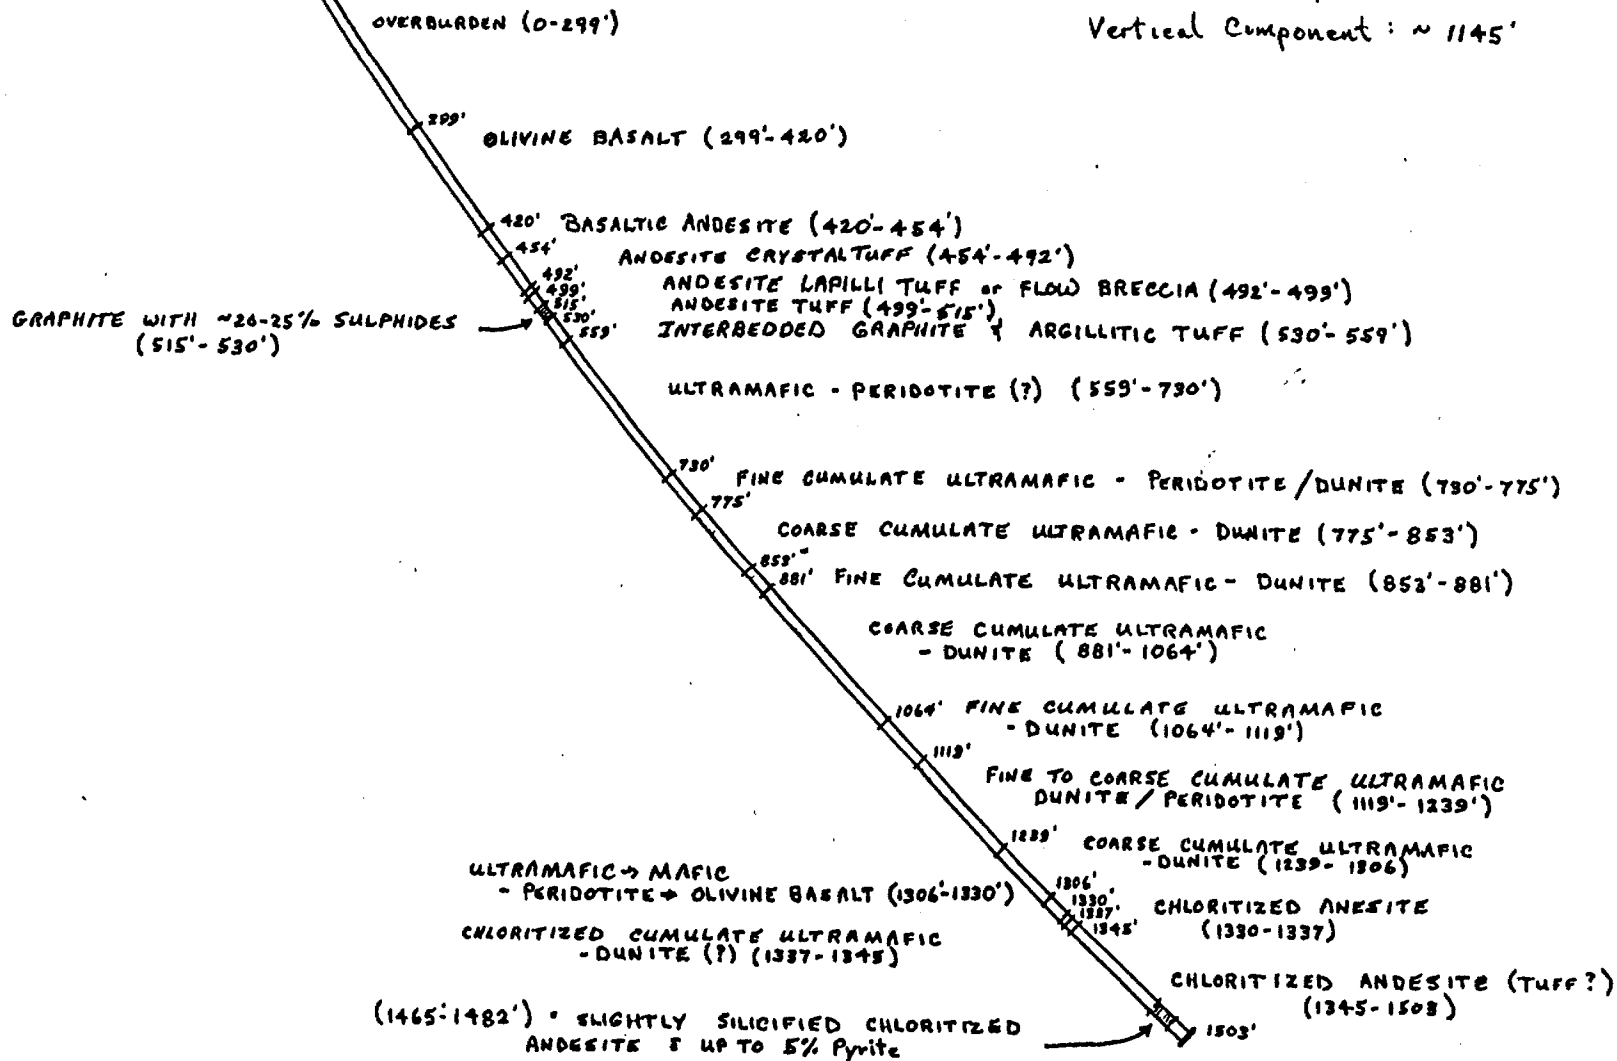 OVERBURDEN (0-299')
Vertical Component : ~ 1145'
299'
OLIVINE BASALT (299'-420')
420'
BASALTIC ANDESITE (420'-454')
454'
ANDESITE CRYSTAL TUFF (454'-492')
492'
ANDESITE LAPILLI TUFF or FLOW BRECCIA (492'-499')
499'
ANDESITE TUFF (499'-515')
515'
GRAPHITE WITH ~20-25% SULPHIDES
(515'-530')
530'
INTERBEDDED GRAPHITE & ARGILLITIC TUFF (530'-559')
559'
ULTRAMAFIC - PERIDOTITE (?) (559'-730')
730'
FINE CUMULATE ULTRAMAFIC - PERIDOTITE/DUNITE (730'-775')
775'
COARSE CUMULATE ULTRAMAFIC - DUNITE (775'-853')
853'
881'
FINE CUMULATE ULTRAMAFIC - DUNITE (853'-881')
COARSE CUMULATE ULTRAMAFIC
- DUNITE (881'-1064')
1064'
FINE CUMULATE ULTRAMAFIC
- DUNITE (1064'-1119')
1119'
FINE TO COARSE CUMULATE ULTRAMAFIC
DUNITE/PERIDOTITE (1119'-1239')
1239'
COARSE CUMULATE ULTRAMAFIC
- DUNITE (1239-1306)
ULTRAMAFIC → MAFIC
- PERIDOTITE → OLIVINE BASALT (1306'-1330')
1306'
1330'
1337'
1345'
CHLORITIZED ANESITE
(1330-1337)
CHLORITIZED CUMULATE ULTRAMAFIC
- DUNITE (?) (1337-1345)
CHLORITIZED ANDESITE (TUFF?)
(1345-1503)
(1465'-1482') - SLIGHTLY SILICIFIED CHLORITIZED
ANDESITE & UP TO 5% Pyrite
1503'